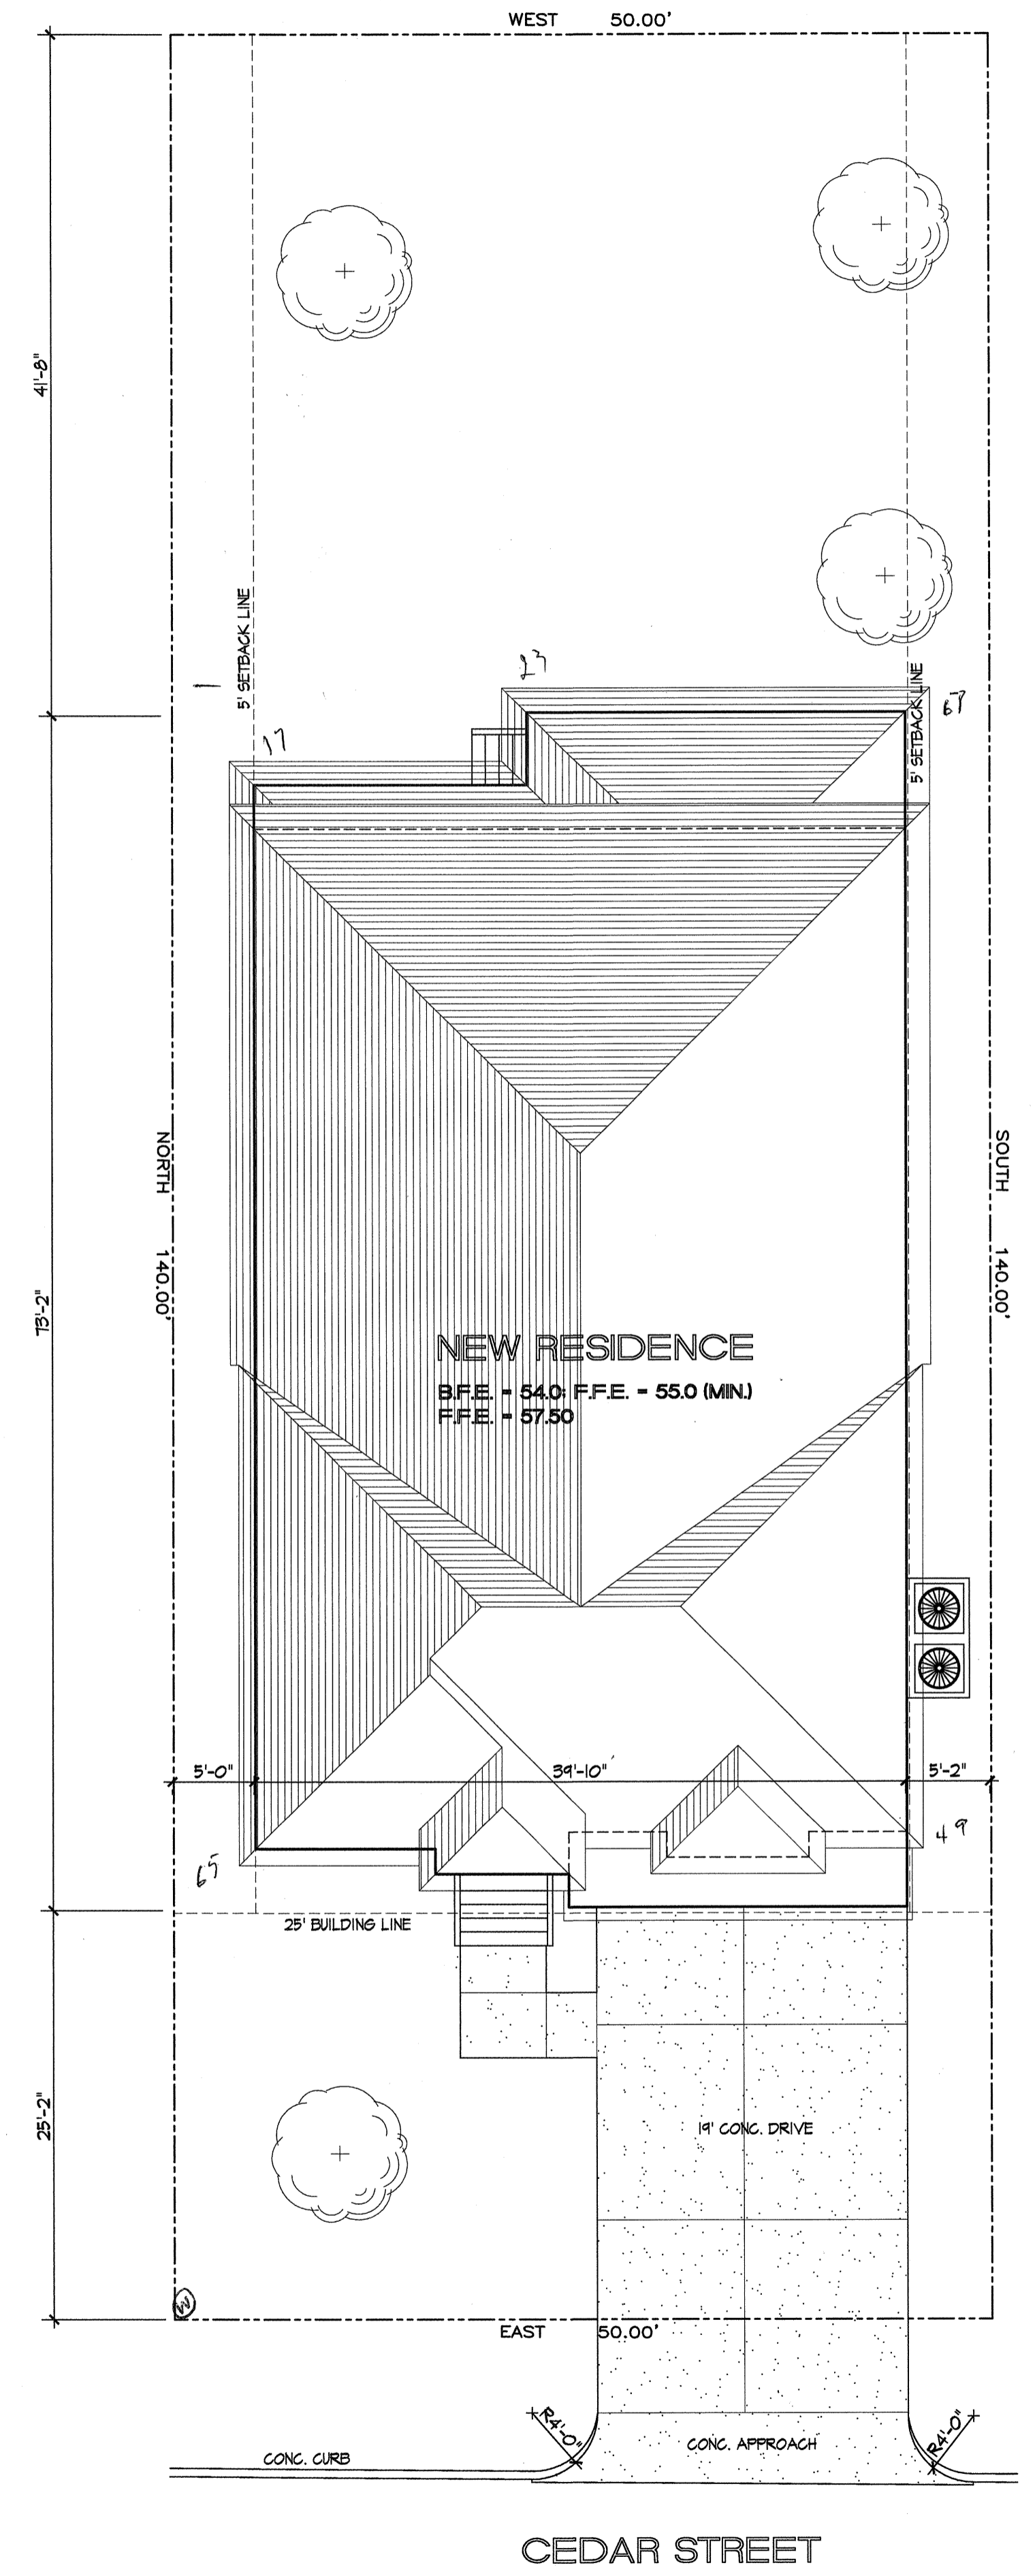 WEST 50.00'
41'-8"
5' SETBACK LINE
5' SETBACK LINE
23
17
NORTH 140.00'
SOUTH 140.00'
73'-2"
NEW RESIDENCE
B.F.E. = 54.0; F.F.E. = 55.0 (MIN.)
F.F.E. = 57.50
5'-0"
39'-10"
5'-2"
49
65
25' BUILDING LINE
25'-2"
19' CONC. DRIVE
EAST 50.00'
R4'-0"
R4'-0"
CONC. CURB
CONC. APPROACH
CEDAR STREET